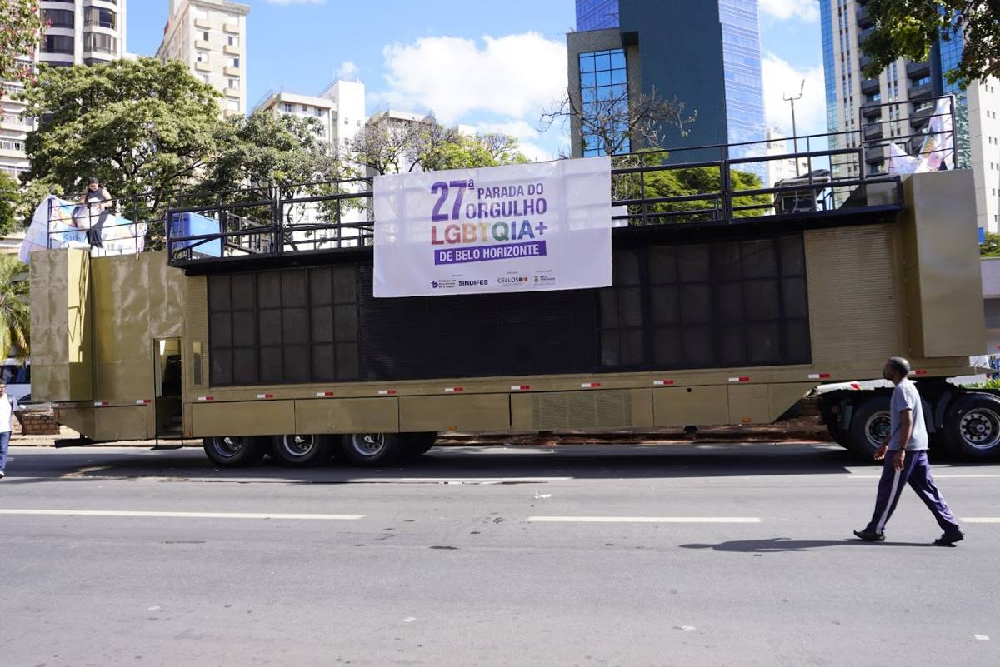 27ª PARADA DO
ORGULHO
LGBTQIA+
DE BELO HORIZONTE
SINDIFES
CELLOS